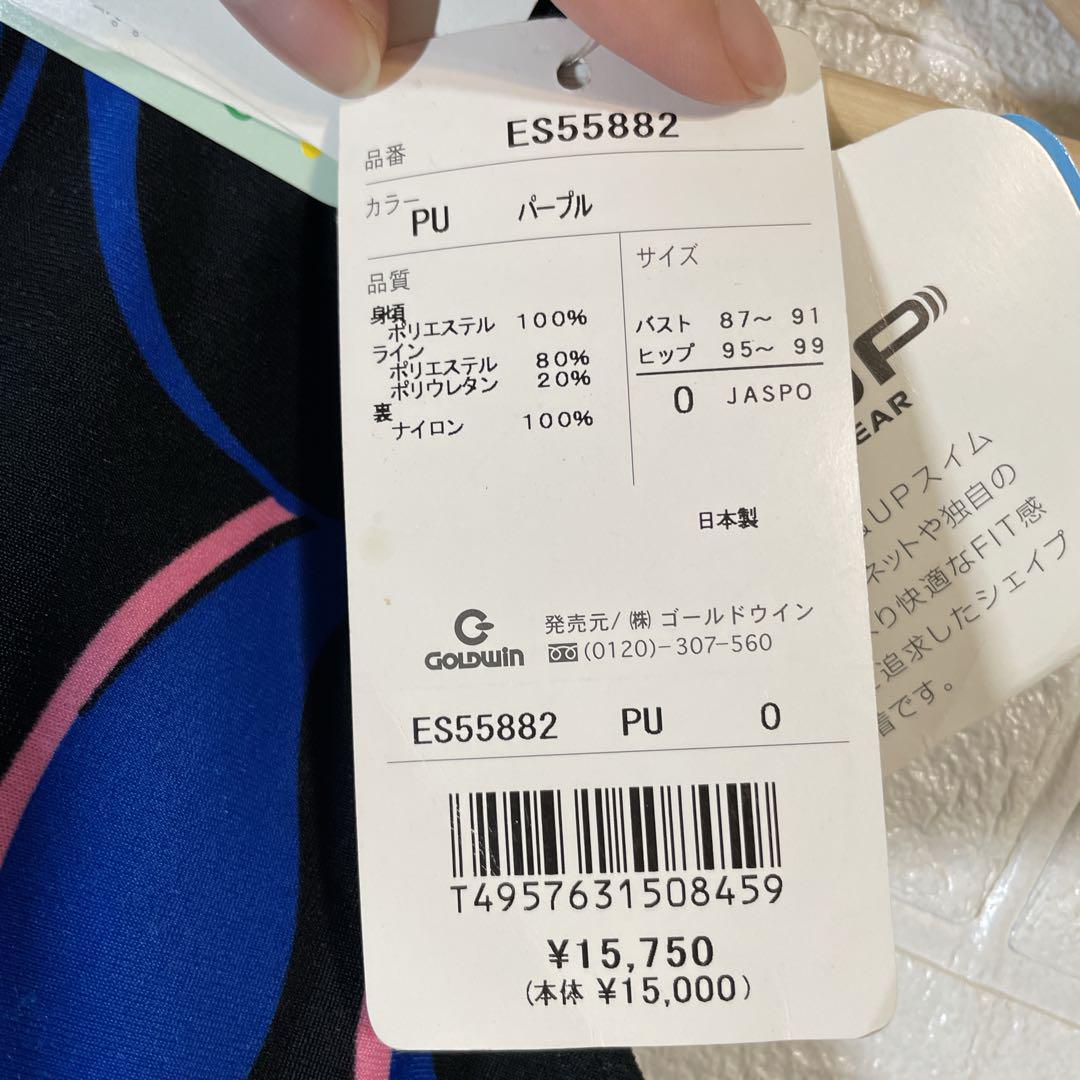 ES55882
品番
カラー
PU パープル
品質
身頃
ポリエステル 100%
ライン
ポリエステル 80%
ポリウレタン 20%
裏
ナイロン 100%
サイズ
バスト 87〜 91
ヒップ 95〜 99
O JASPO
日本製
GOLDWIN
発売元/ ㈱ ゴールドウイン
(0120)-307-560
ES55882 PU O
T4957631508459
¥15,750
(本体 ¥15,000)
UP
EAR
UPスイム
ネットや独自の
り快適なFIT感
追求したシェイプ
着です。